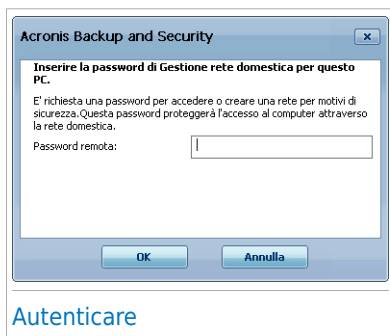 Acronis Backup and Security
Inserire la password di Gestione rete domestica per questo
PC.
E' richiesta una password per accedere o creare una rete per motivi di
sicurezza.Questa password proteggerà l'accesso al computer attraverso
la rete domestica.
Password remota:
OK
Annulla
Autenticare